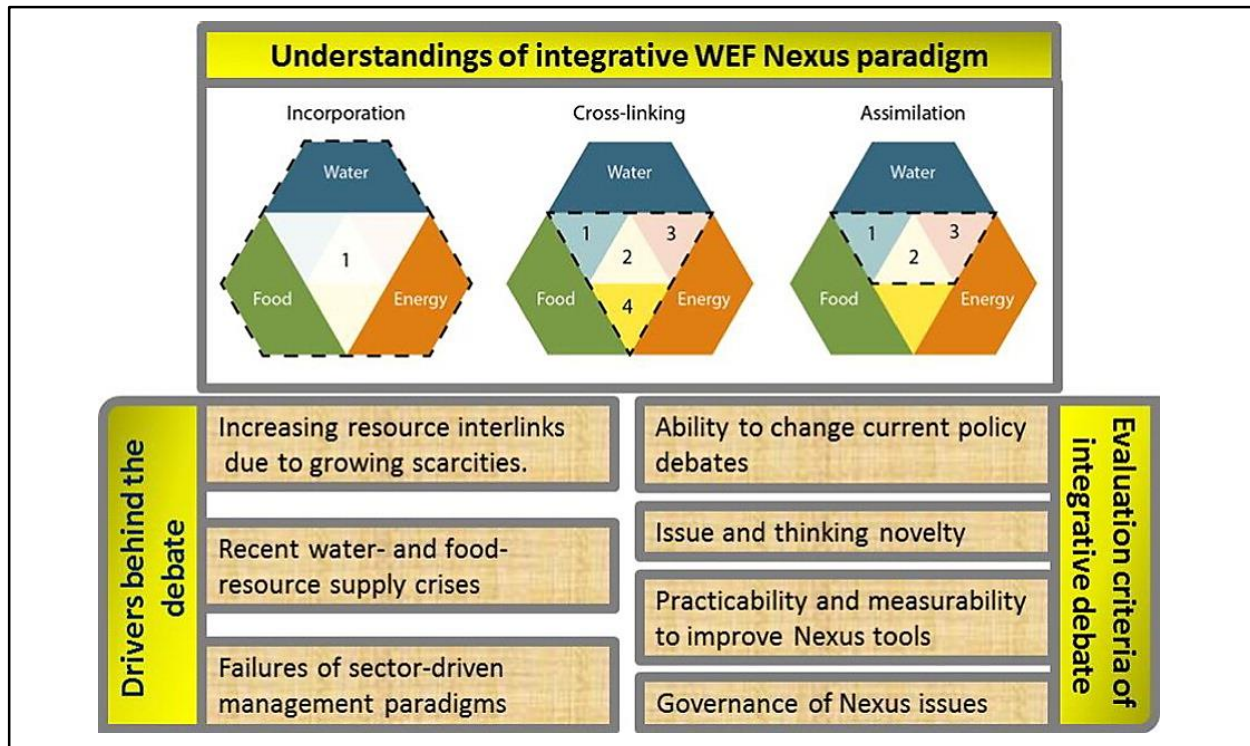 Understandings of integrative WEF Nexus paradigm
Incorporation
Water
1
Food
Energy
Cross-linking
Water
1
3
2
Food
Energy
4
Assimilation
Water
1
3
2
Food
Energy
Drivers behind the
debate
Increasing resource interlinks
due to growing scarcities.
Recent water- and food-
resource supply crises
Failures of sector-driven
management paradigms
Ability to change current policy
debates
Issue and thinking novelty
Practicability and measurability
to improve Nexus tools
Governance of Nexus issues
Evaluation criteria of
integrative debate